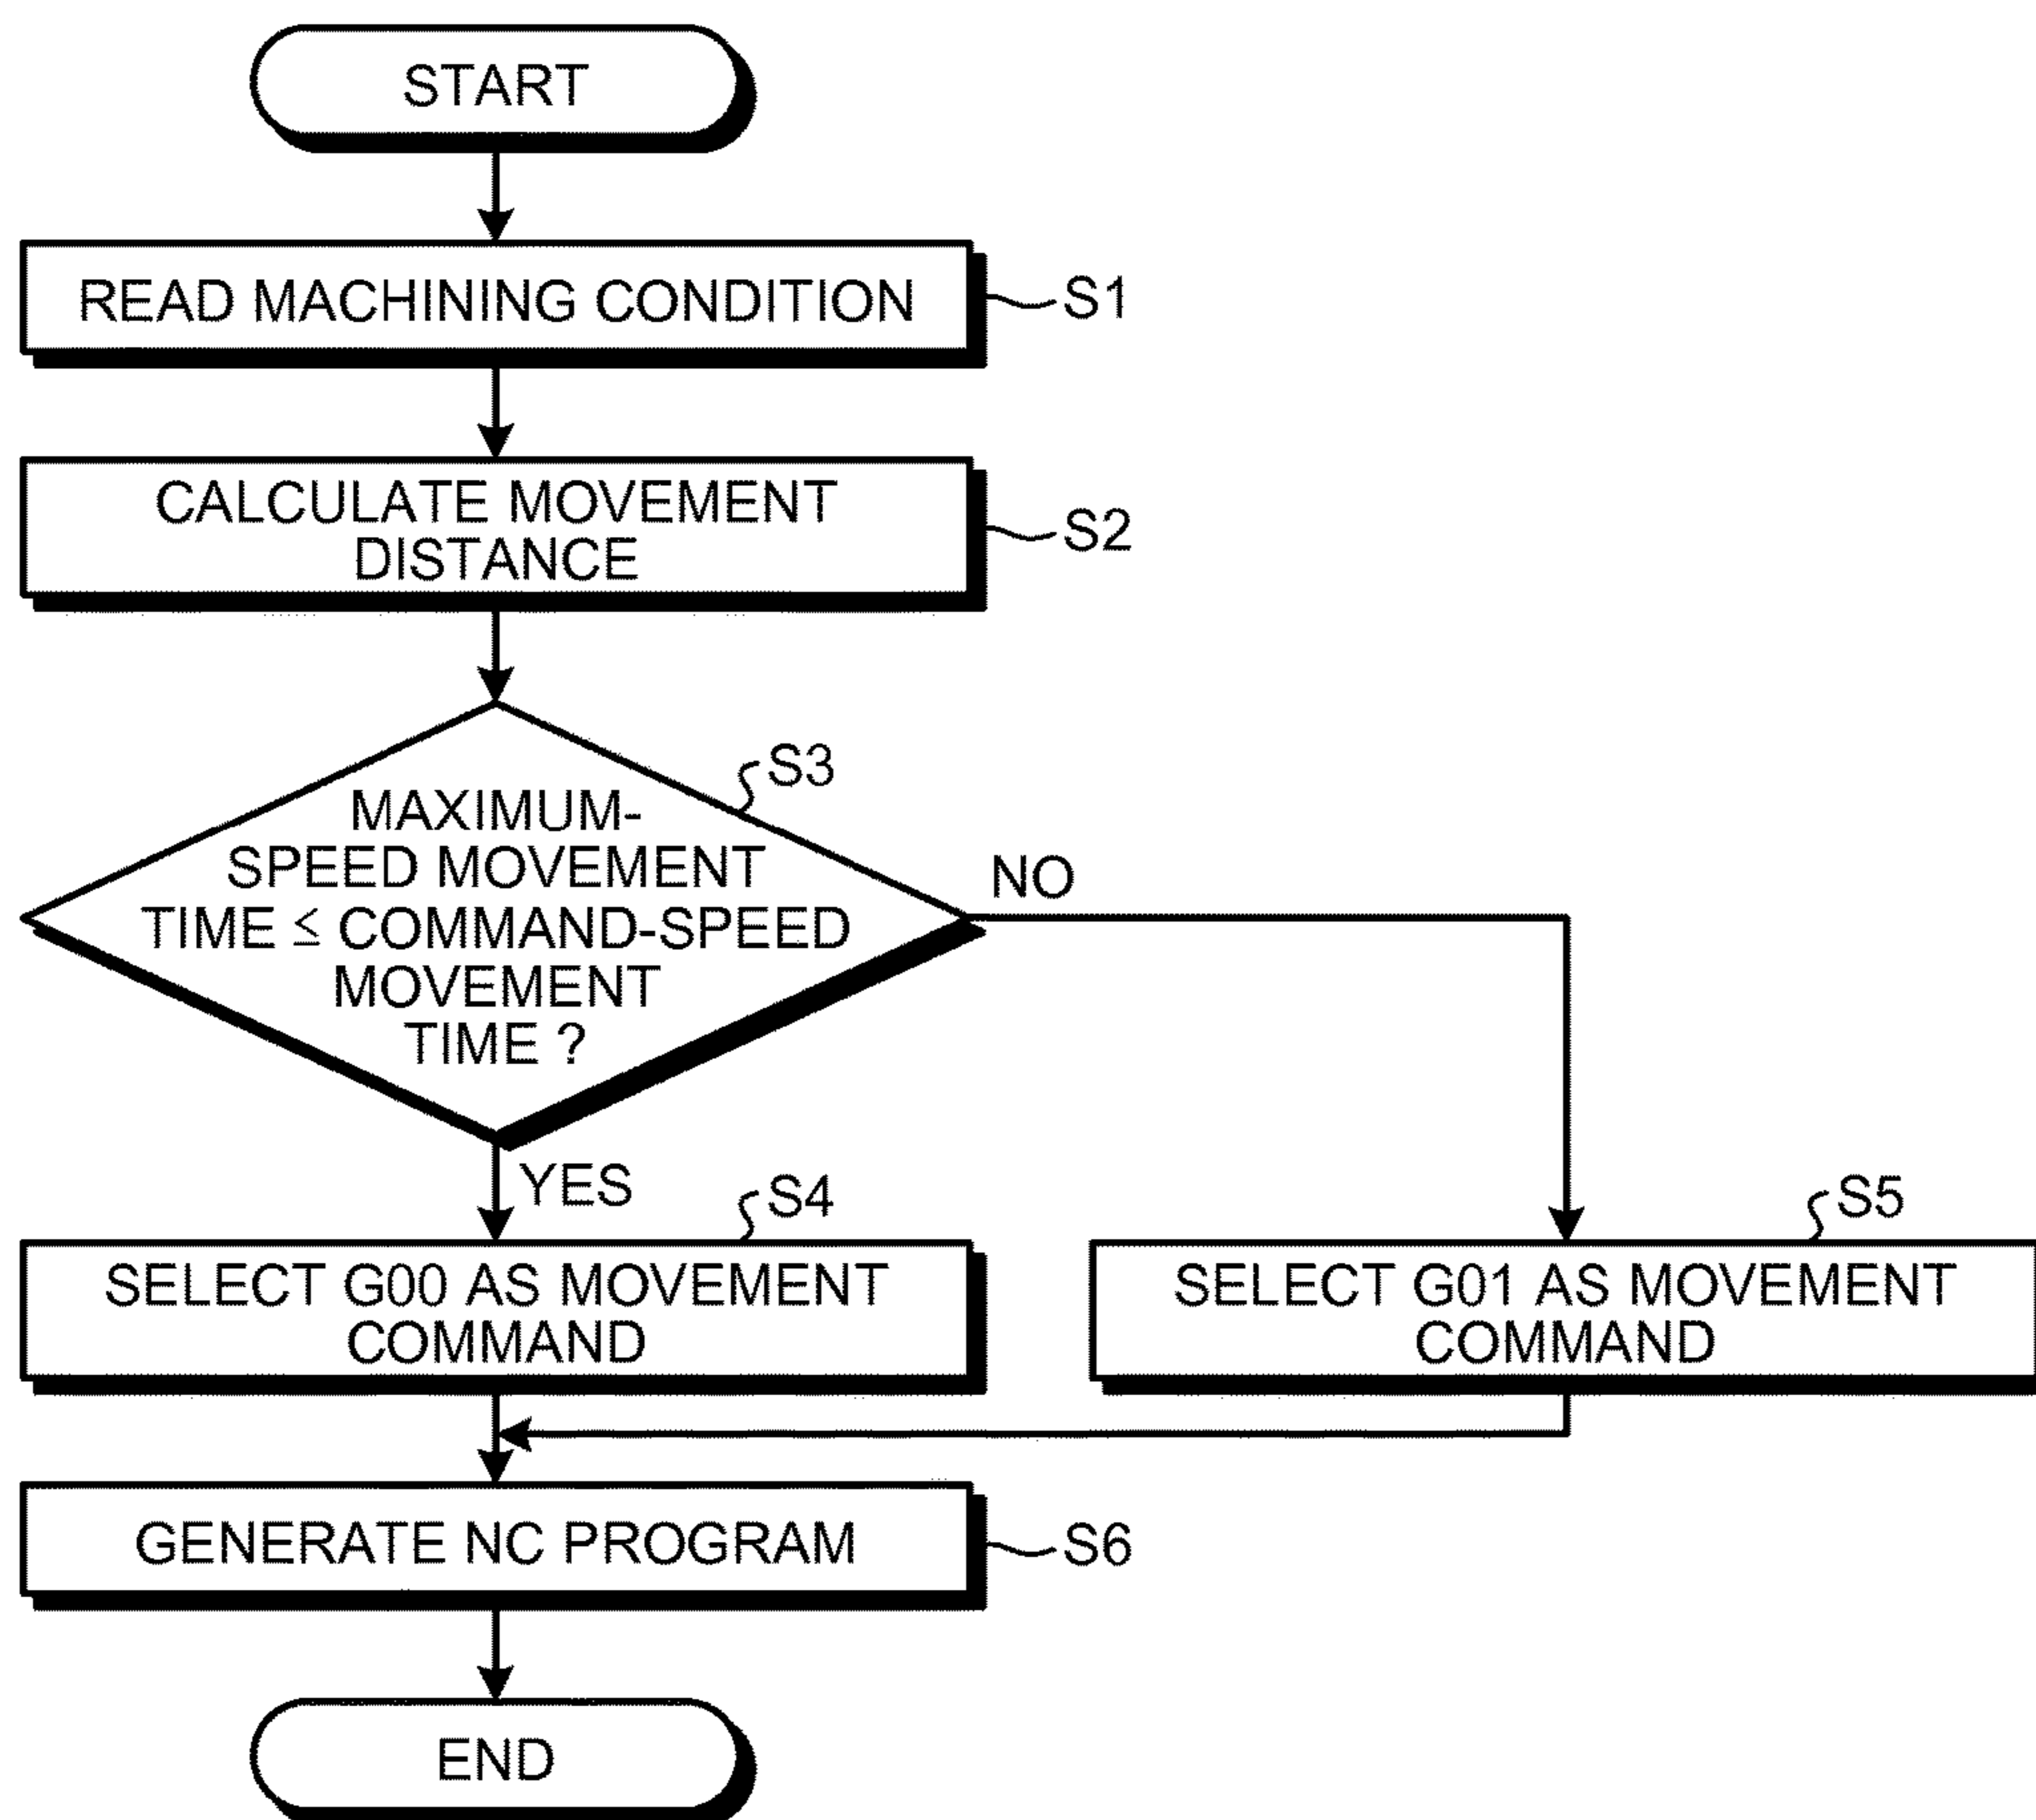 START
READ MACHINING CONDITION
S1
CALCULATE MOVEMENT
DISTANCE
S2
S3
MAXIMUM-
SPEED MOVEMENT
TIME ≦ COMMAND-SPEED
MOVEMENT
TIME ?
NO
YES
S4
SELECT G00 AS MOVEMENT
COMMAND
S5
SELECT G01 AS MOVEMENT
COMMAND
GENERATE NC PROGRAM
S6
END